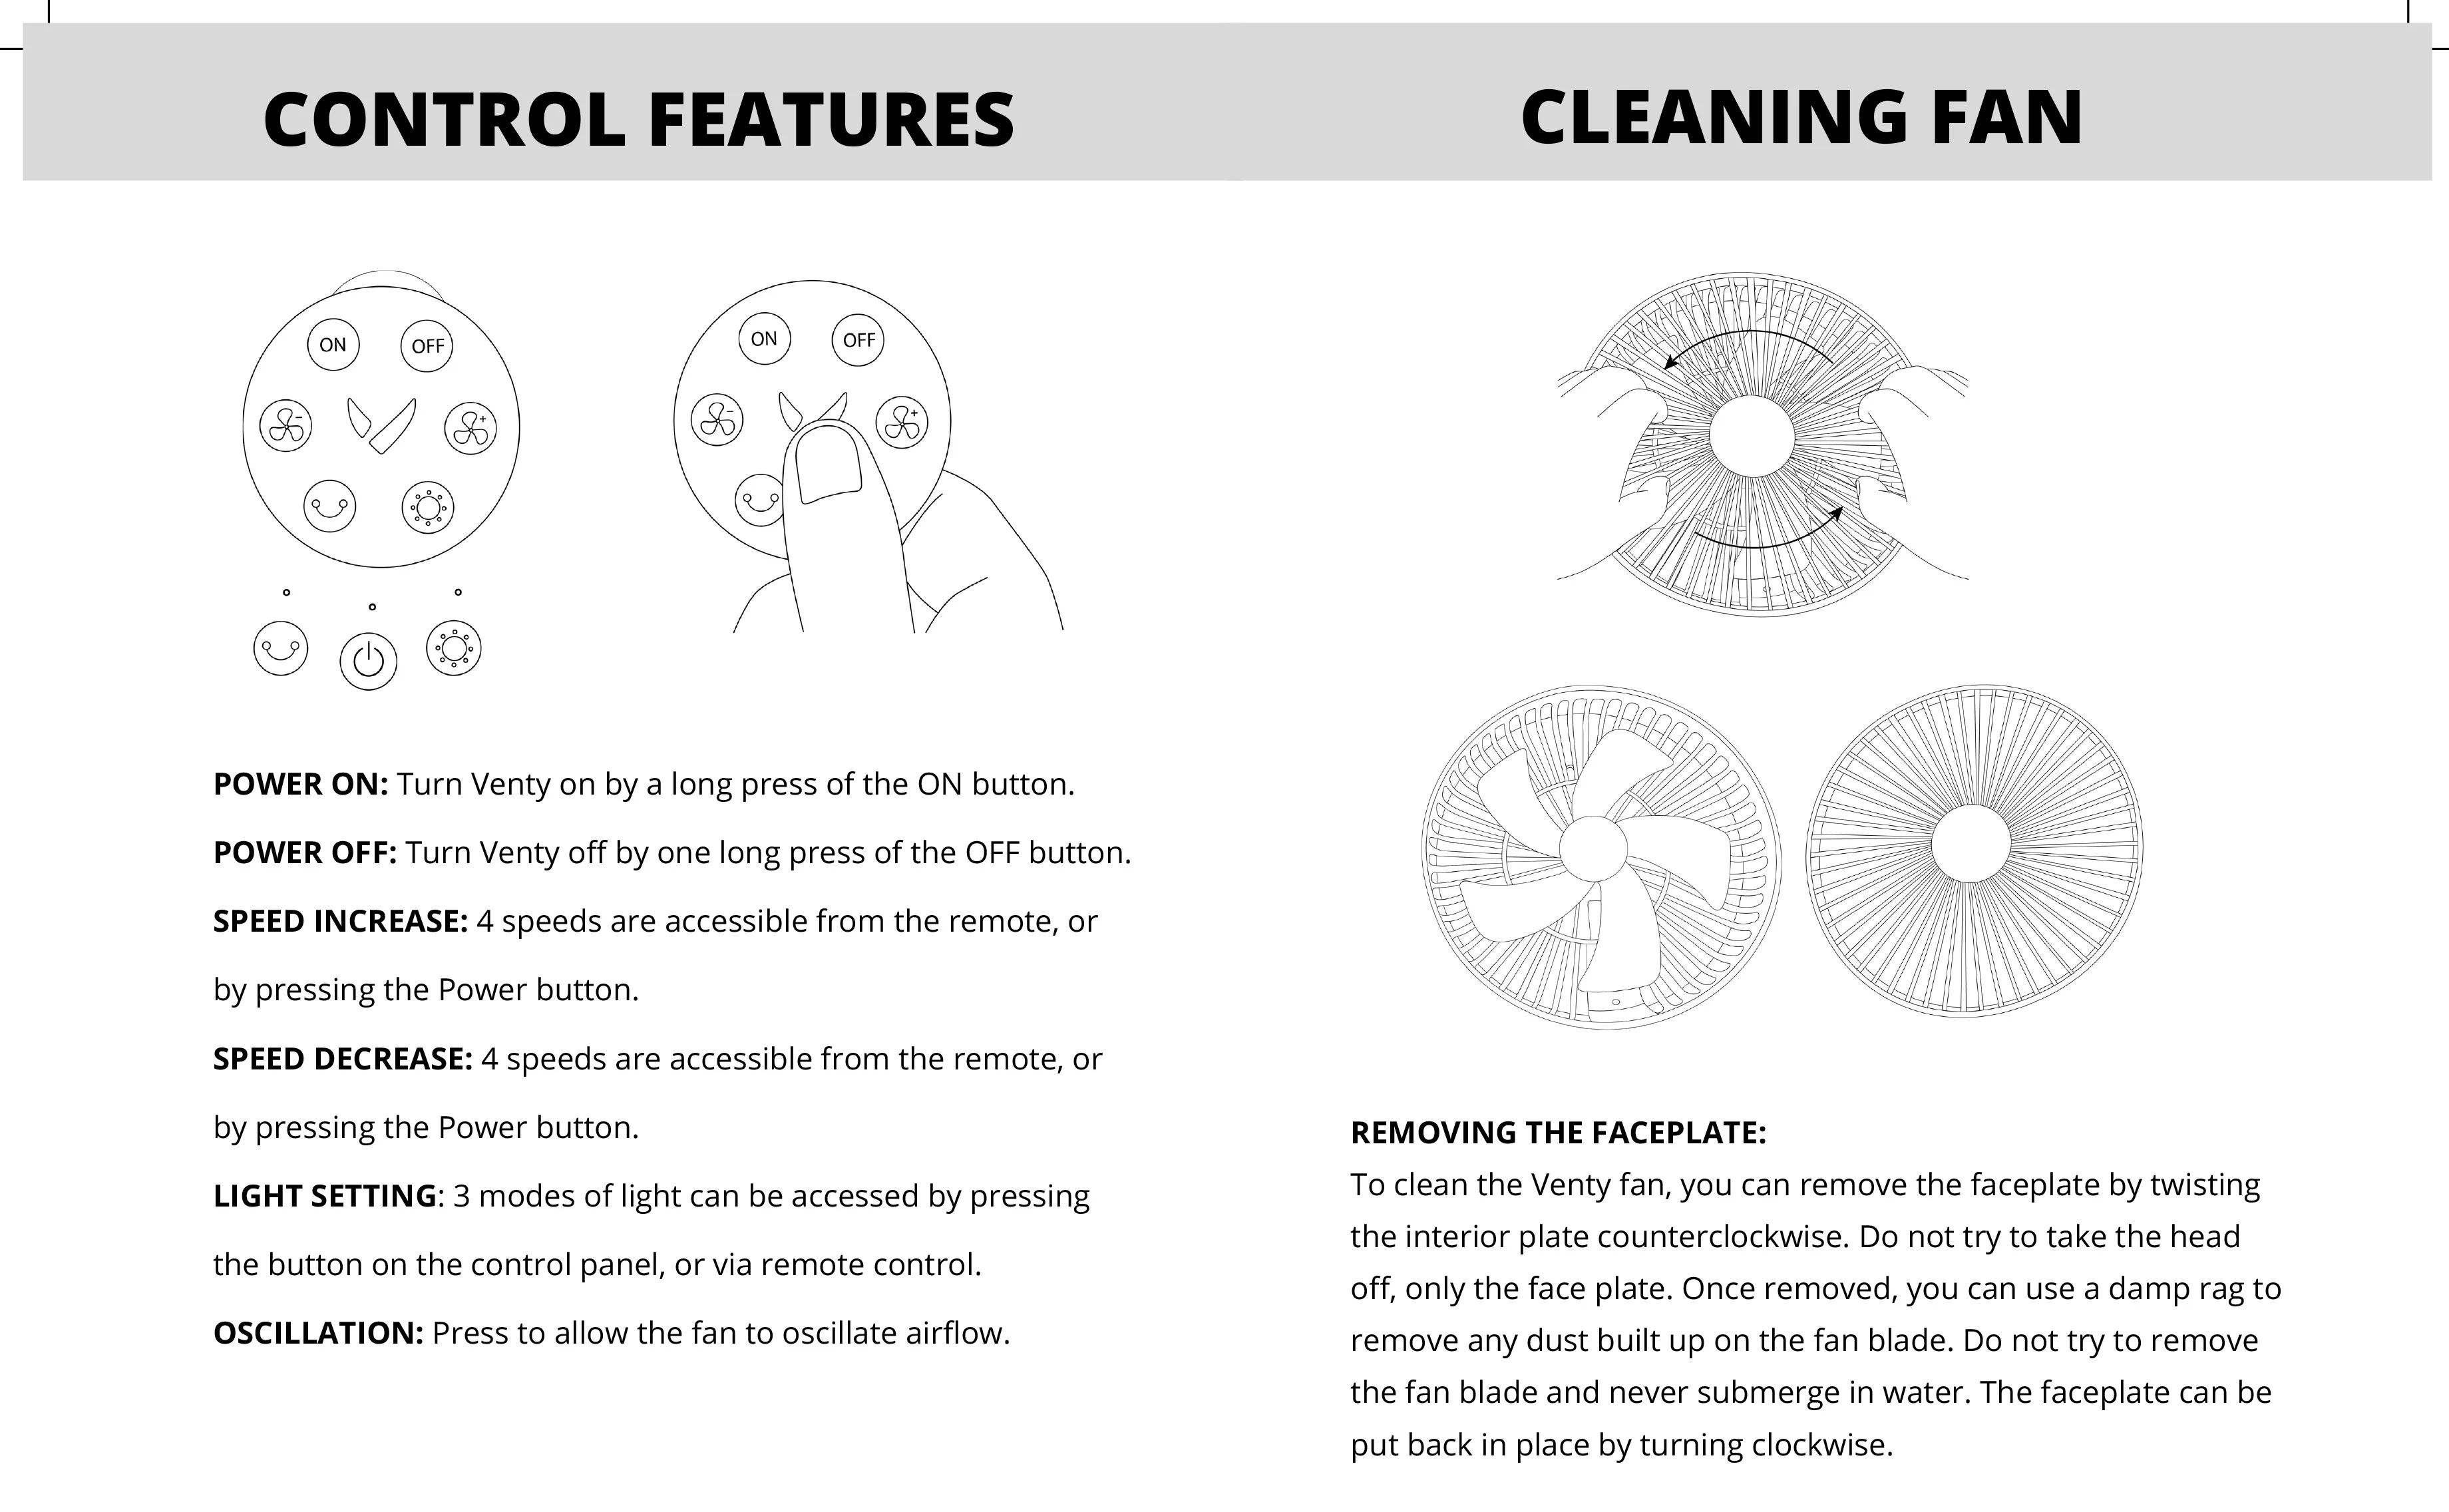 CONTROL FEATURES
ON
OFF
ON
OFF
POWER ON: Turn Venty on by a long press of the ON button.
POWER OFF: Turn Venty off by one long press of the OFF button.
SPEED INCREASE: 4 speeds are accessible from the remote, or
by pressing the Power button.
SPEED DECREASE: 4 speeds are accessible from the remote, or
by pressing the Power button.
LIGHT SETTING: 3 modes of light can be accessed by pressing
the button on the control panel, or via remote control.
OSCILLATION: Press to allow the fan to oscillate airflow.
CLEANING FAN
REMOVING THE FACEPLATE:
To clean the Venty fan, you can remove the faceplate by twisting
the interior plate counterclockwise. Do not try to take the head
off, only the face plate. Once removed, you can use a damp rag to
remove any dust built up on the fan blade. Do not try to remove
the fan blade and never submerge in water. The faceplate can be
put back in place by turning clockwise.